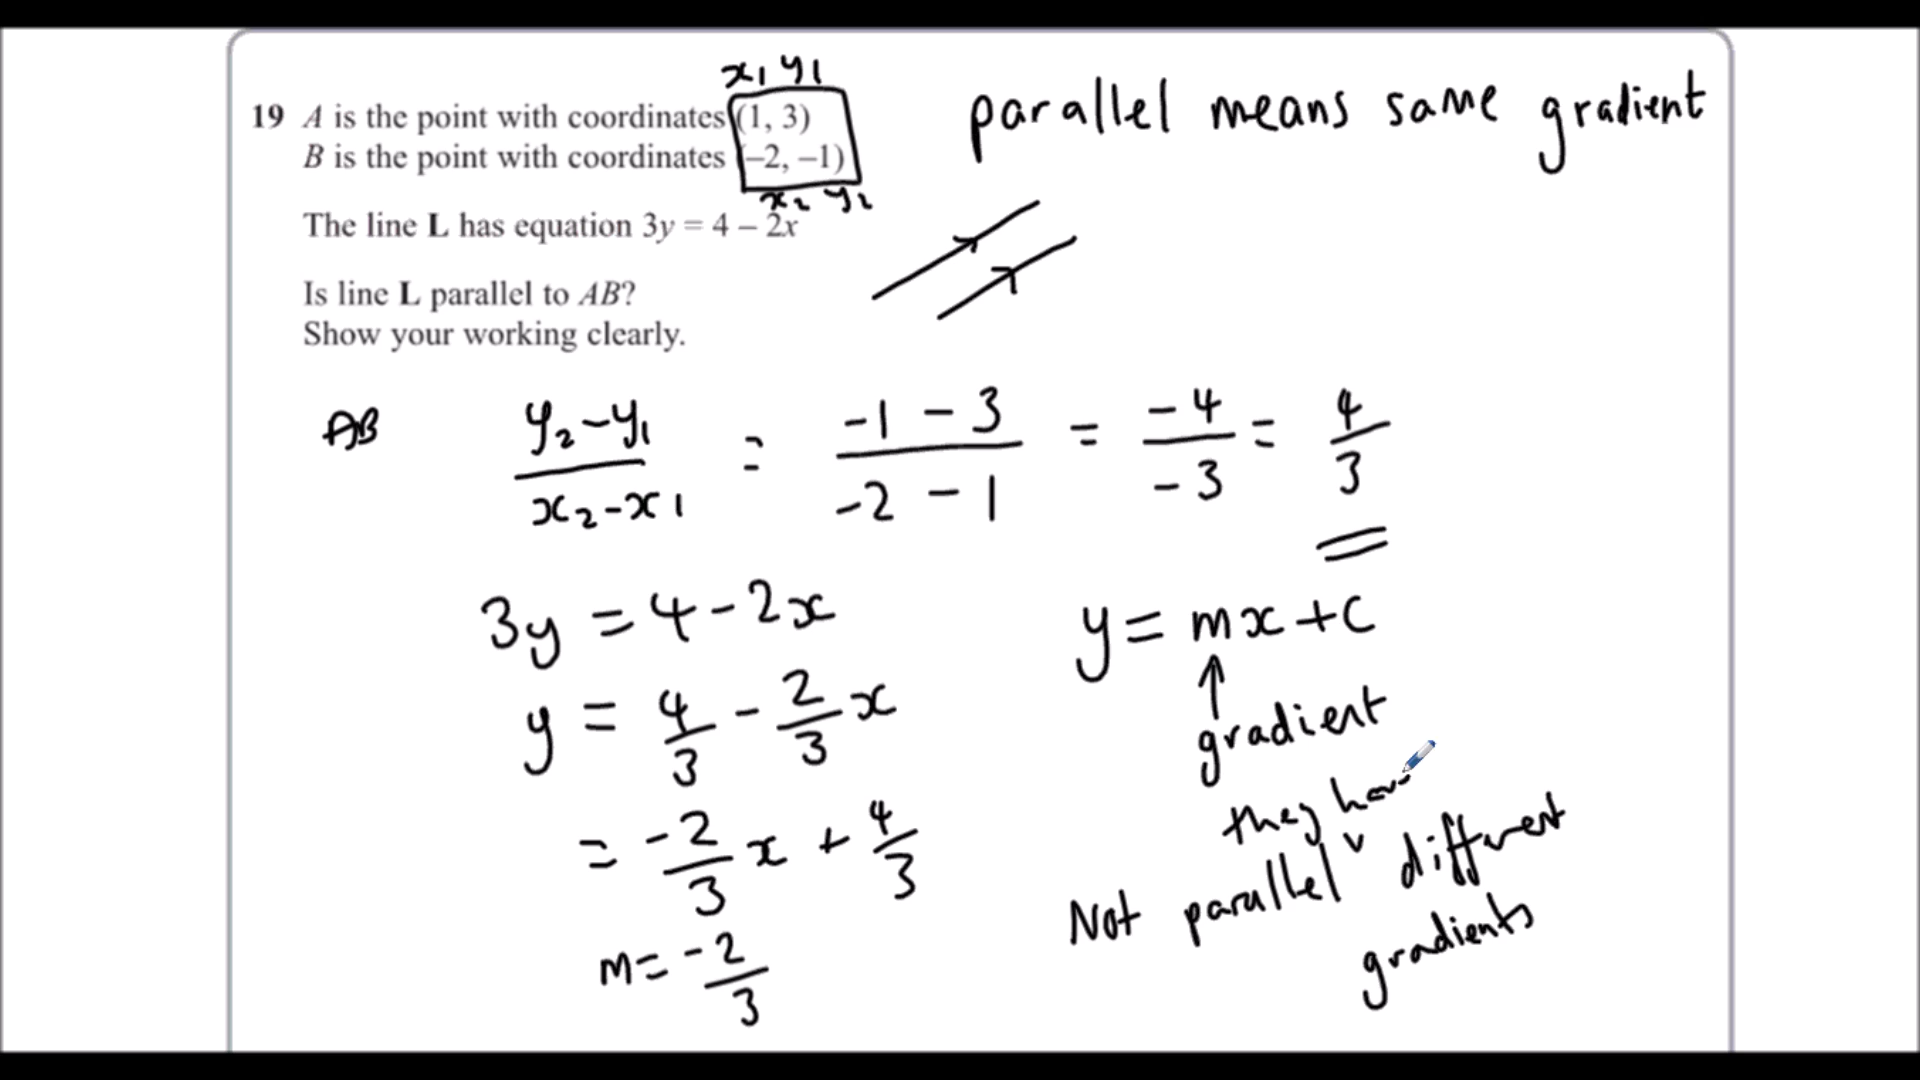 x₁ y₁
19 A is the point with coordinates (1, 3)
B is the point with coordinates (–2, –1)
x₂ y₂
The line L has equation 3y = 4 – 2x
Is line L parallel to AB?
Show your working clearly.
parallel means same gradient
AB (y₂-y₁)/(x₂-x₁) = (-1 - 3)/(-2 - 1) = -4/-3 = 4/3
3y = 4 - 2x
y = 4/3 - 2/3 x
= -2/3 x + 4/3
m = -2/3
y = mx + c
↑
gradient
they have
Not parallel v different
gradients